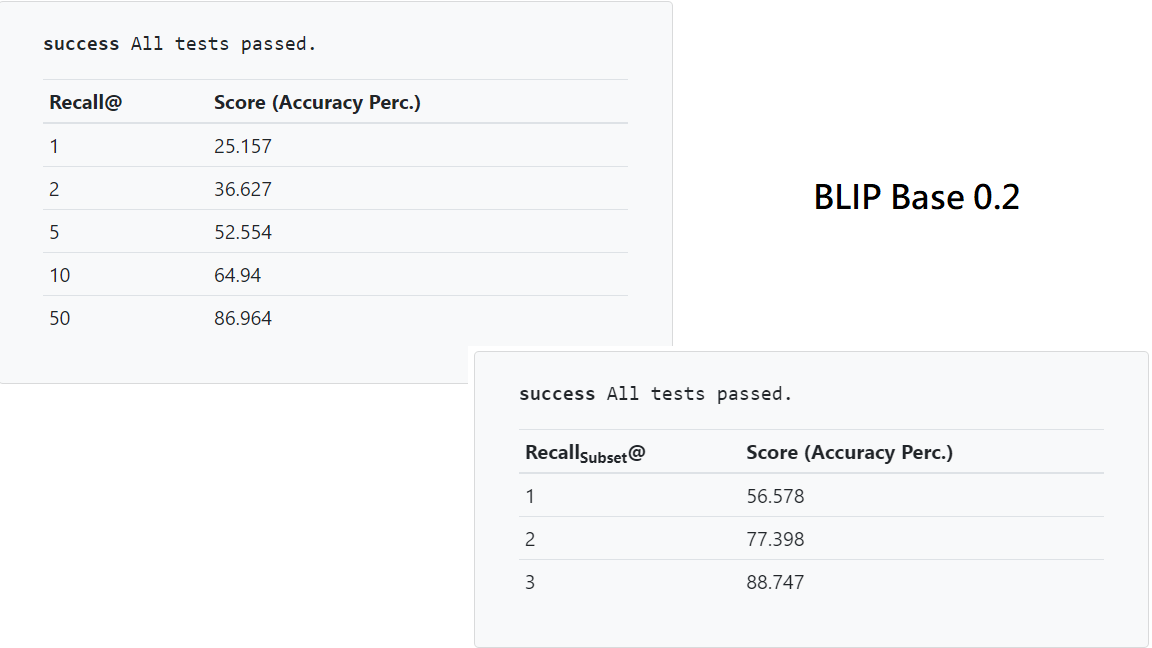 success All tests passed.
Recall@ Score (Accuracy Perc.)
1 25.157
2 36.627
5 52.554
10 64.94
50 86.964
BLIP Base 0.2
success All tests passed.
RecallSubset@ Score (Accuracy Perc.)
1 56.578
2 77.398
3 88.747